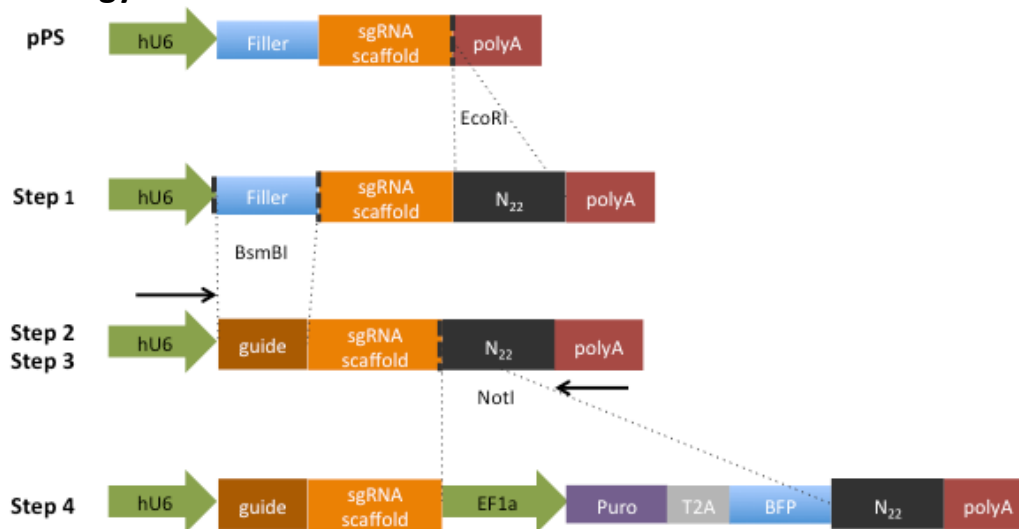 pPS
hU6
Filler
sgRNA
scaffold
polyA
EcoRI
Step 1
hU6
Filler
sgRNA
scaffold
N22
polyA
BsmBI
Step 2
Step 3
hU6
guide
sgRNA
scaffold
N22
polyA
NotI
Step 4
hU6
guide
sgRNA
scaffold
EF1a
Puro
T2A
BFP
N22
polyA